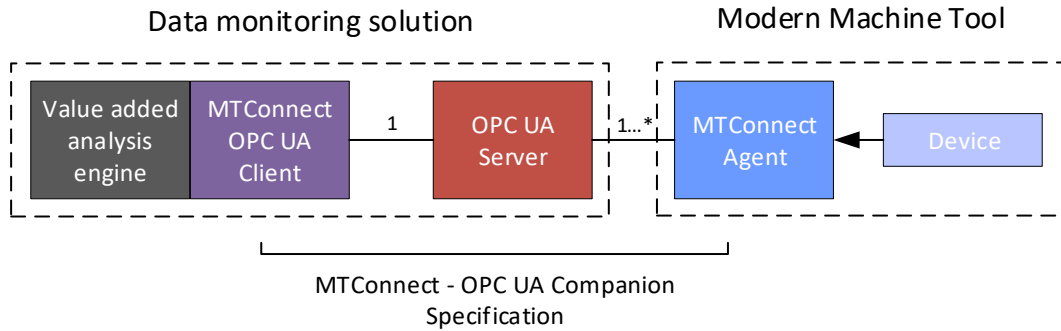 Data monitoring solution
Modern Machine Tool
Value added
analysis
engine
MTConnect
OPC UA
Client
1
OPC UA
Server
1...*
MTConnect
Agent
Device
MTConnect - OPC UA Companion
Specification